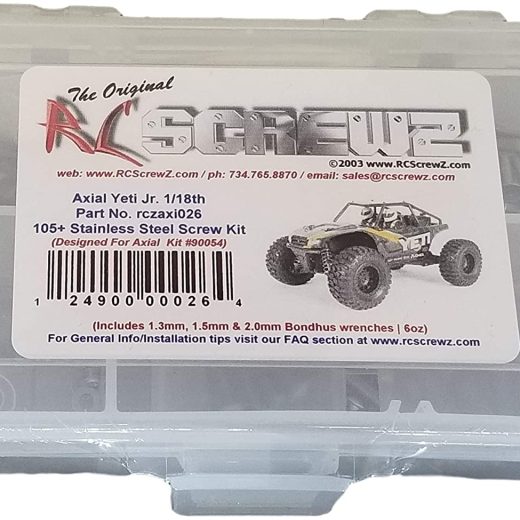 The Original
RC SCREWZ
©2003 www.RCScrewZ.com
web: www.RCScrewZ.com / ph: 734.765.8870 / email: sales@rcscrewz.com
Axial Yeti Jr. 1/18th
Part No. rczaxi026
105+ Stainless Steel Screw Kit
(Designed For Axial Kit #90054)
YETI
1 24900 00026 4
(Includes 1.3mm, 1.5mm & 2.0mm Bondhus wrenches | 6oz)
For General Info/Installation tips visit our FAQ section at www.rcscrewz.com